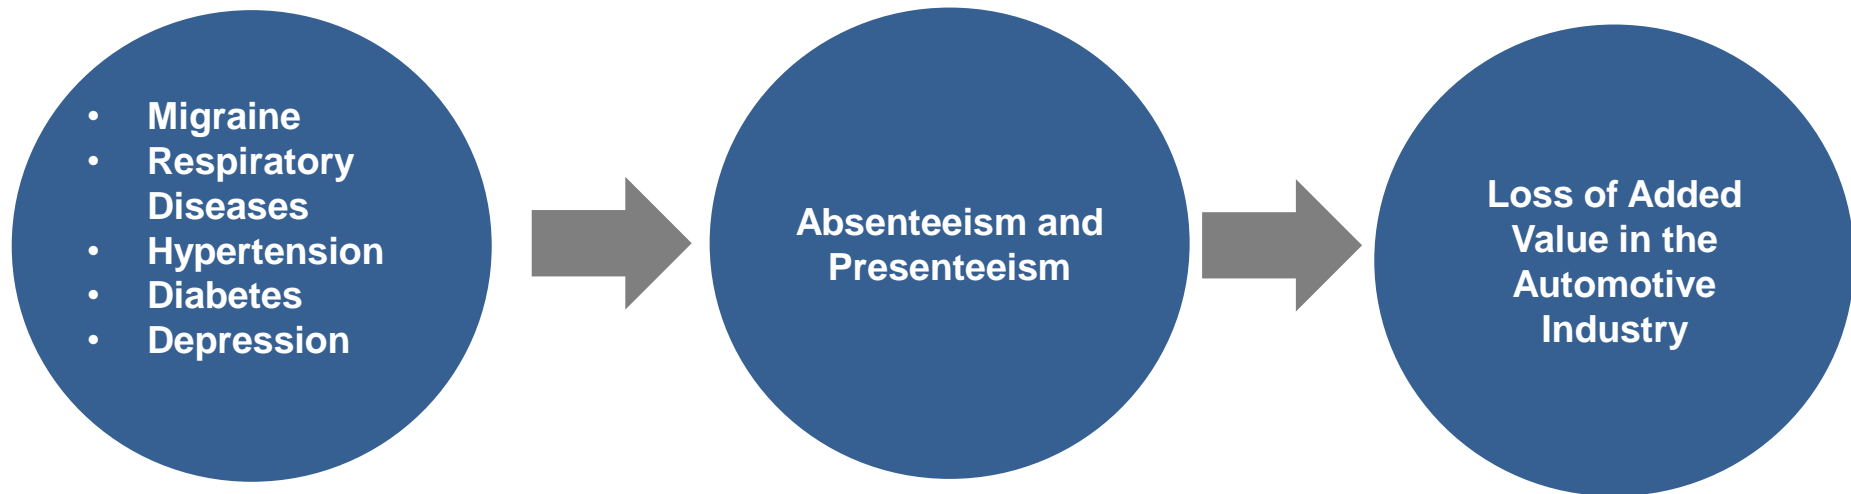 • Migraine
• Respiratory
Diseases
• Hypertension
• Diabetes
• Depression
Absenteeism and
Presenteeism
Loss of Added
Value in the
Automotive
Industry